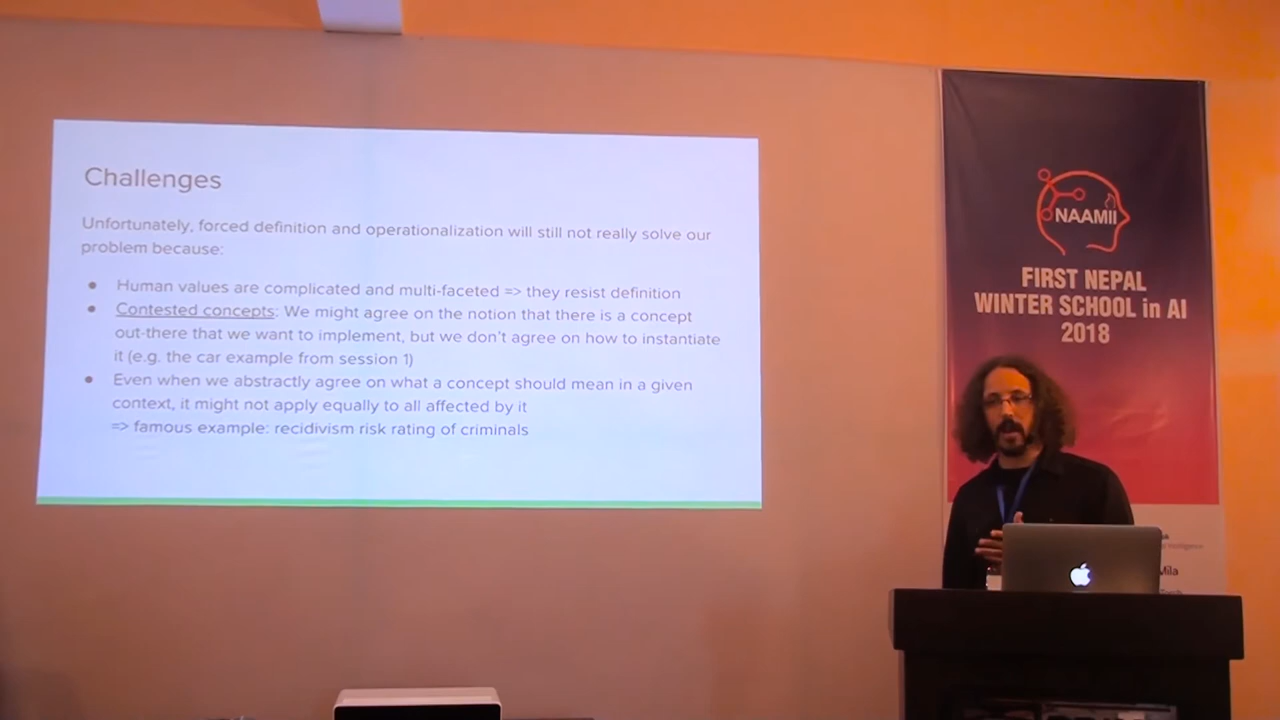 Challenges
Unfortunately, forced definition and operationalization will still not really solve our
problem because:
● Human values are complicated and multi-faceted => they resist definition
● Contested concepts: We might agree on the notion that there is a concept
out-there that we want to implement, but we don't agree on how to instantiate
it (e.g. the car example from session 1)
● Even when we abstractly agree on what a concept should mean in a given
context, it might not apply equally to all affected by it
=> famous example: recidivism risk rating of criminals
NAAMII
FIRST NEPAL
WINTER SCHOOL in AI
2018